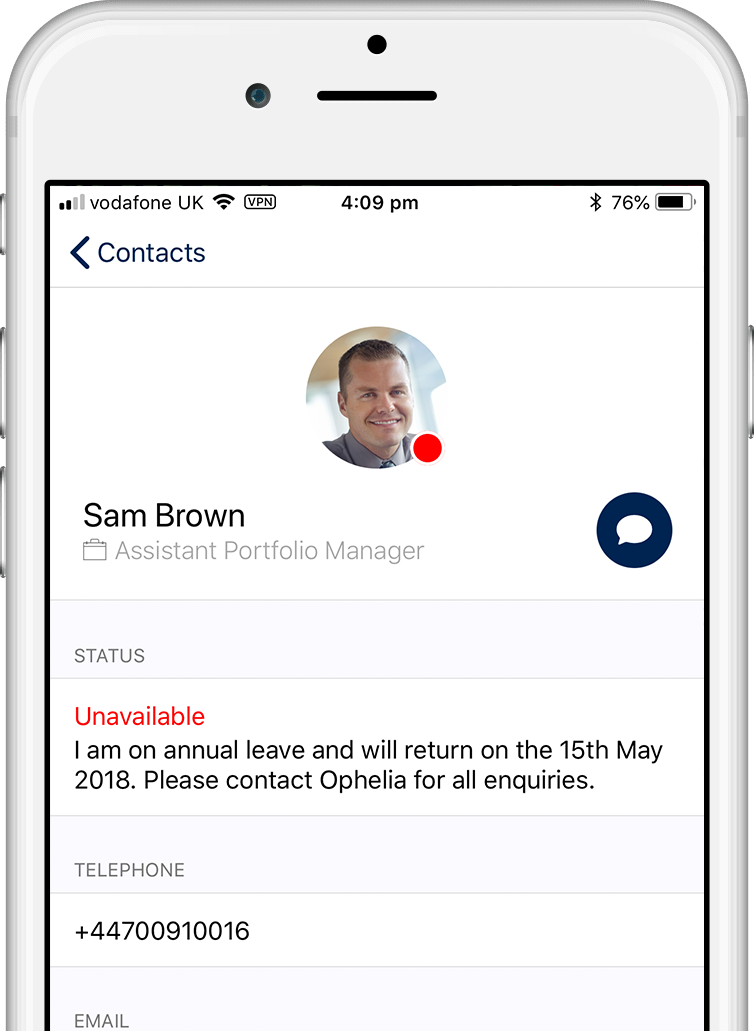 vodafone UK VPN 4:09 pm 76%
Contacts
Sam Brown
Assistant Portfolio Manager
STATUS
Unavailable
I am on annual leave and will return on the 15th May
2018. Please contact Ophelia for all enquiries.
TELEPHONE
+44700910016
EMAIL